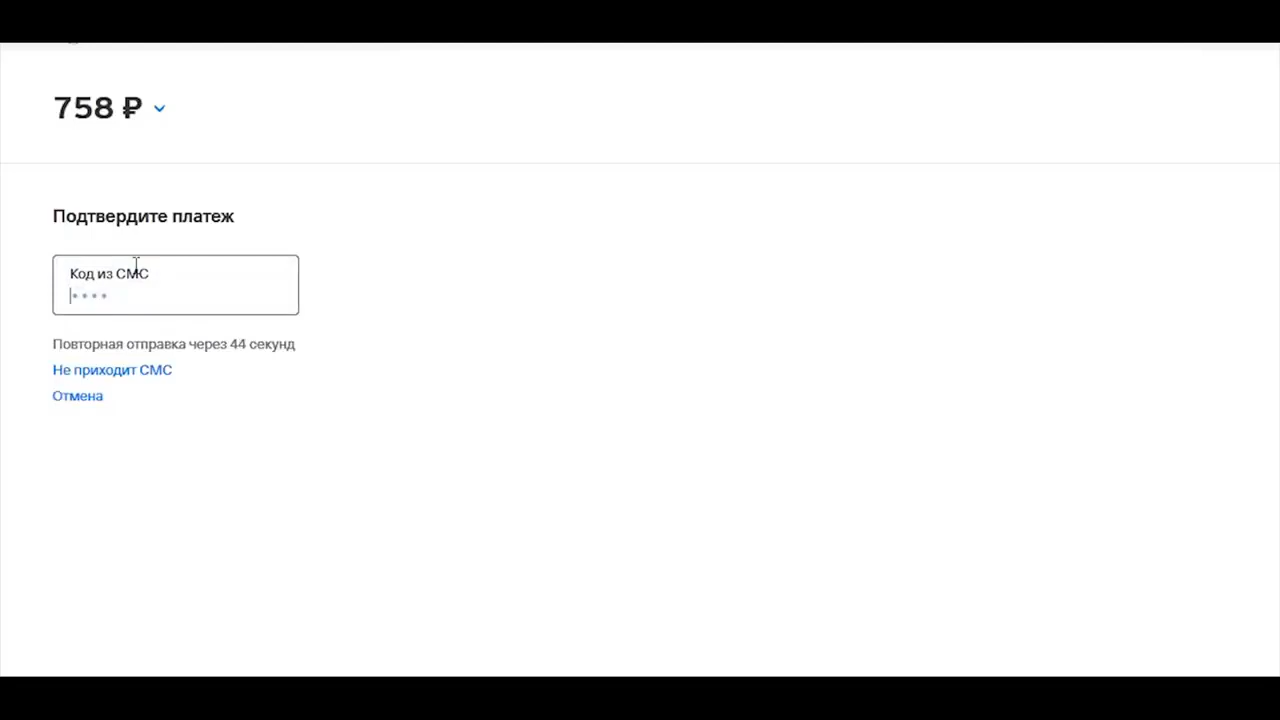 758 ₽
Подтвердите платеж
Код из СМС
Повторная отправка через 44 секунд
Не приходит СМС
Отмена